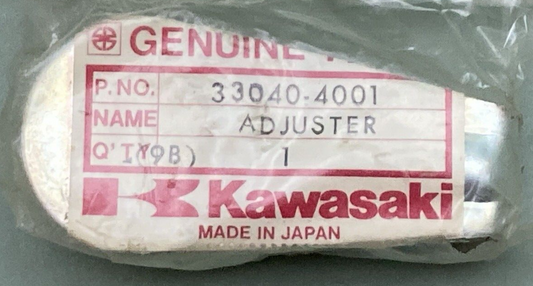 GENUINE
P.NO. 33040-4001
NAME ADJUSTER
Q'TY (9B) 1
Kawasaki
MADE IN JAPAN